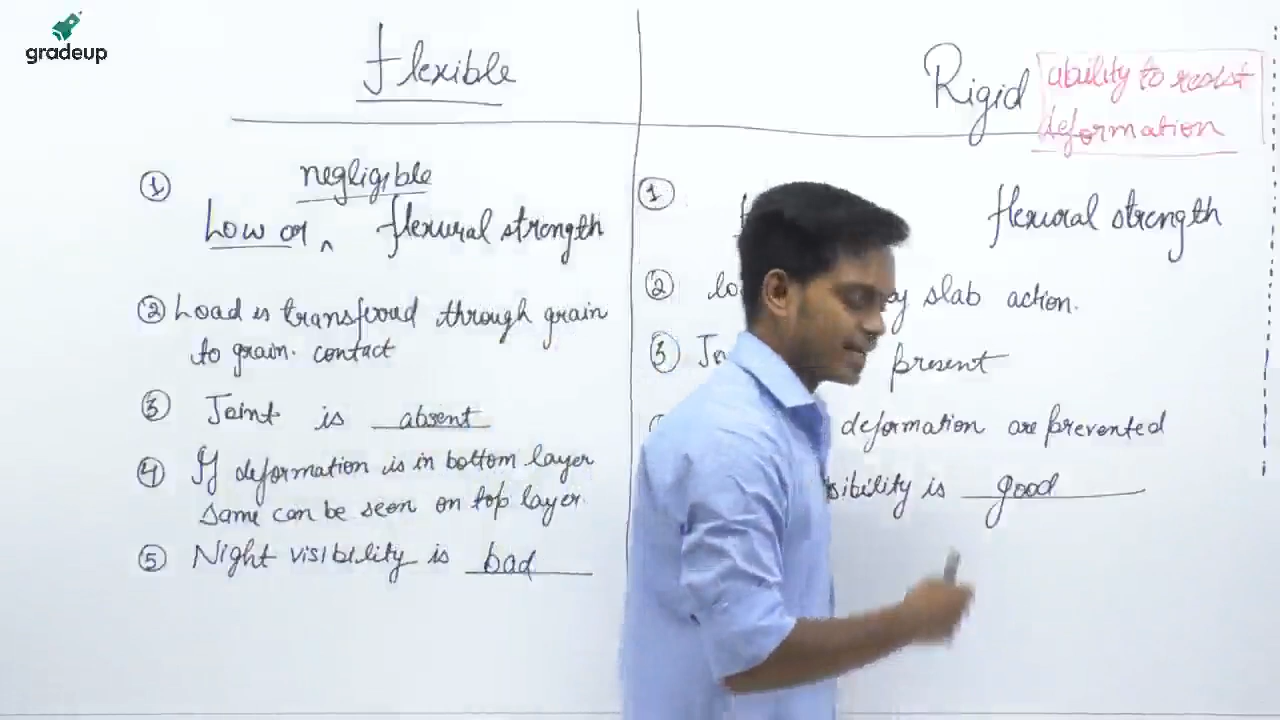 gradeup
Flexible
Rigid
ability to resist
deformation
① negligible
Low or ‸ flexural strength
② Load is transferred through grain
to grain. contact
③ Joint is absent
④ If deformation is in bottom layer
same can be seen on top layer.
⑤ Night visibility is bad
①
flexural strength
② slab action.
③ present
deformation are prevented
sibility is good